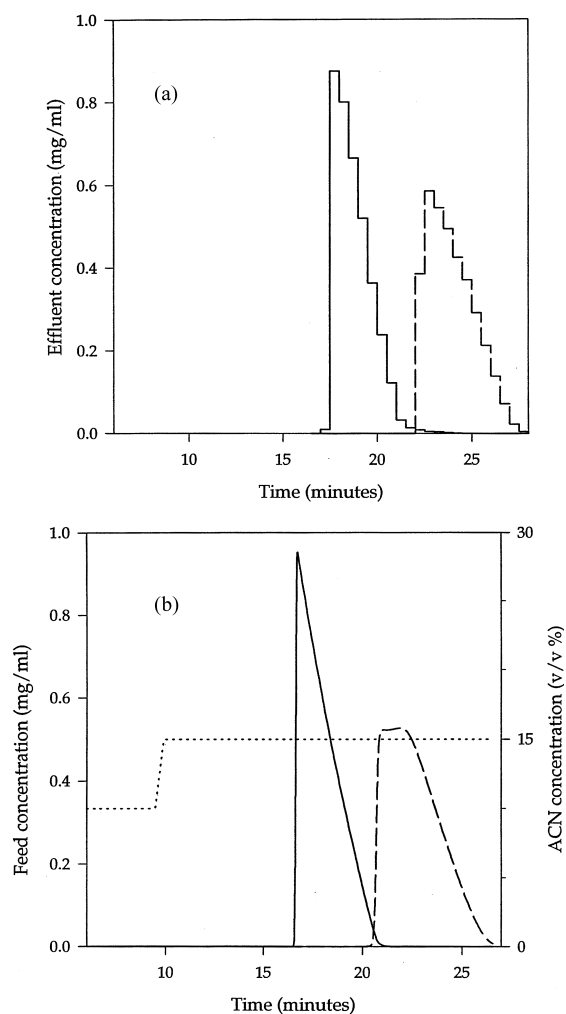 (a)
Effluent concentration (mg/ml)
1.0
0.8
0.6
0.4
0.2
0.0
10 15 20 25
Time (minutes)
(b)
Feed concentration (mg/ml)
1.0
0.8
0.6
0.4
0.2
0.0
30
15
0
ACN concentration (v/v %)
10 15 20 25
Time (minutes)